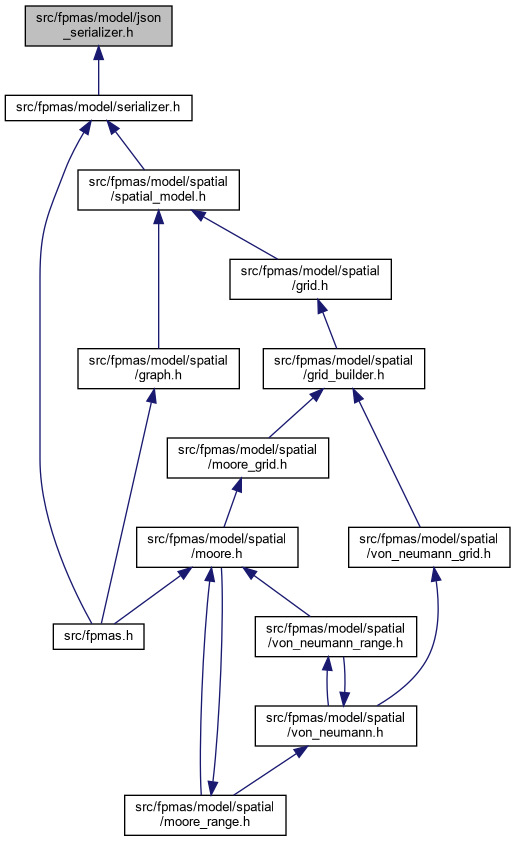 src/fpmas/model/json
_serializer.h
src/fpmas/model/serializer.h
src/fpmas/model/spatial
/spatial_model.h
src/fpmas/model/spatial
/grid.h
src/fpmas/model/spatial
/graph.h
src/fpmas/model/spatial
/grid_builder.h
src/fpmas/model/spatial
/moore_grid.h
src/fpmas/model/spatial
/moore.h
src/fpmas/model/spatial
/von_neumann_grid.h
src/fpmas.h
src/fpmas/model/spatial
/von_neumann_range.h
src/fpmas/model/spatial
/von_neumann.h
src/fpmas/model/spatial
/moore_range.h